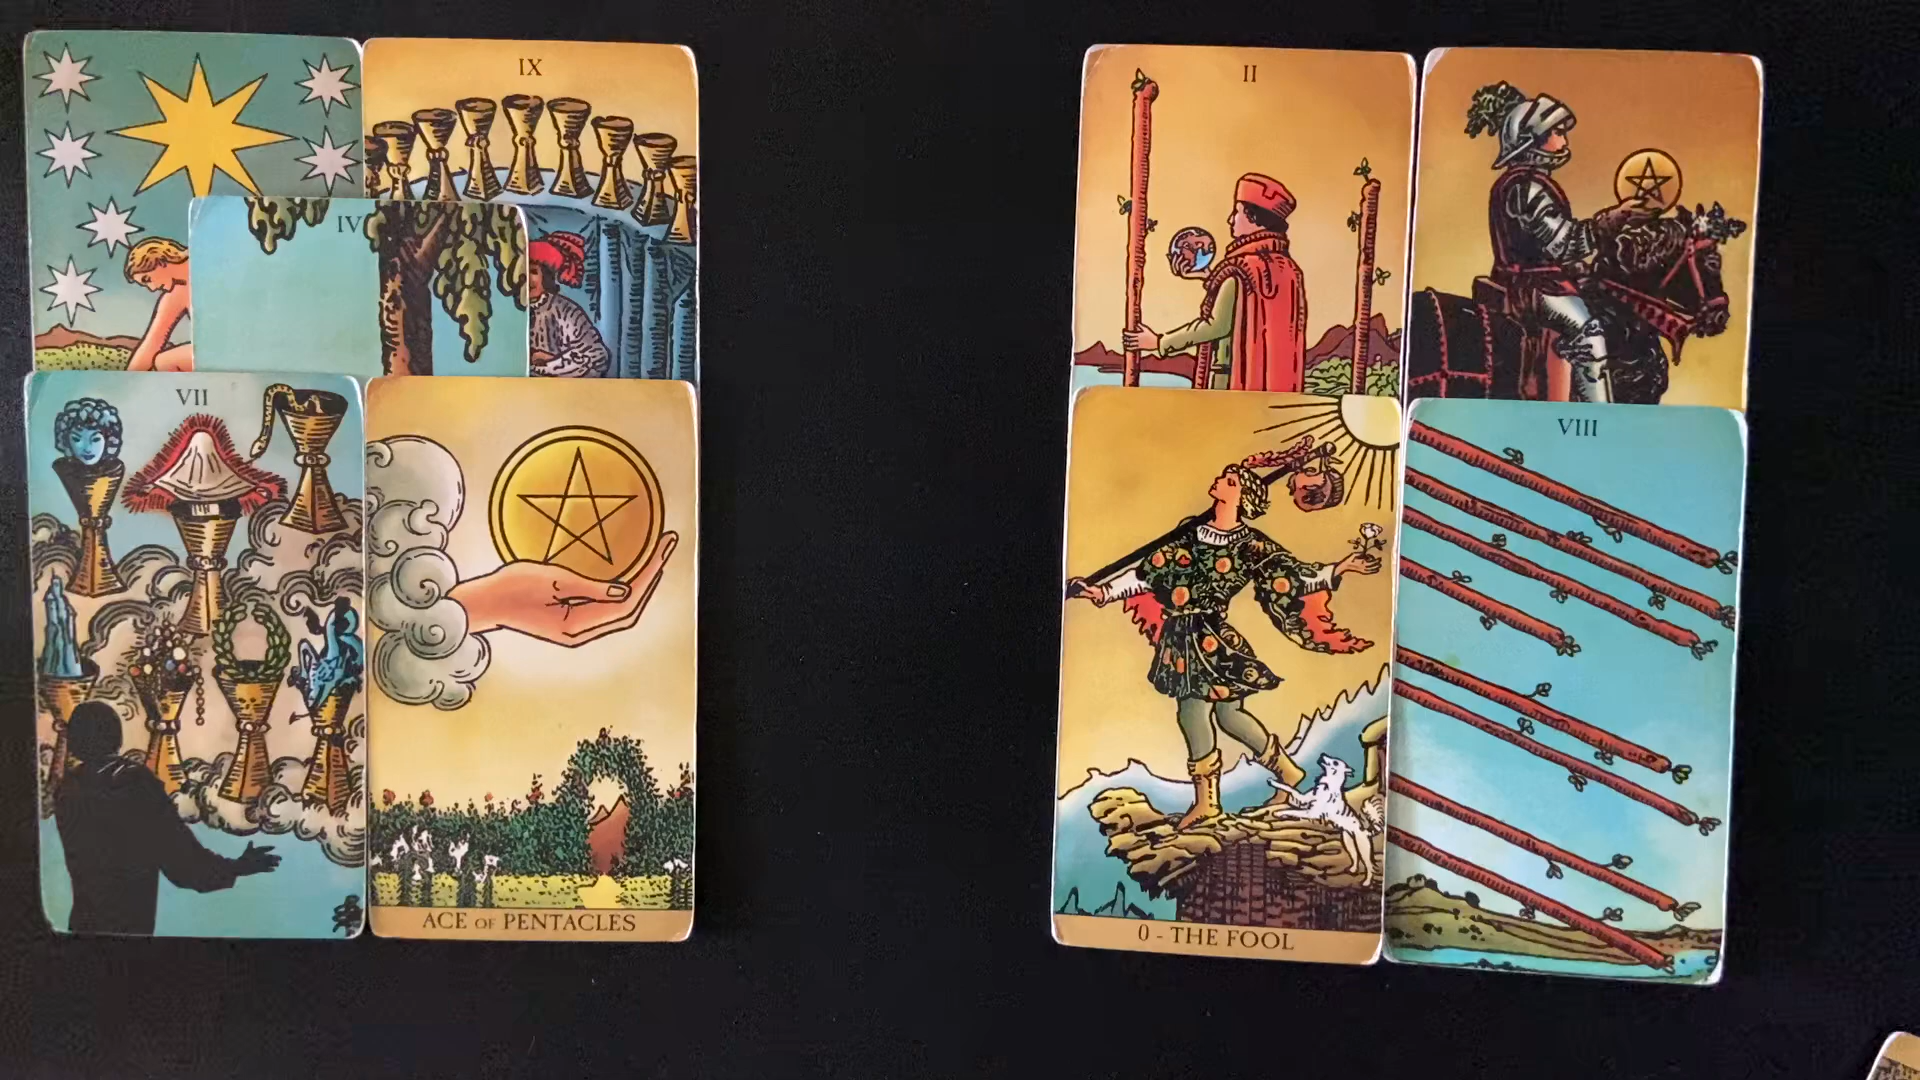 IX
IV
VII
ACE OF PENTACLES
II
0 - THE FOOL
VIII